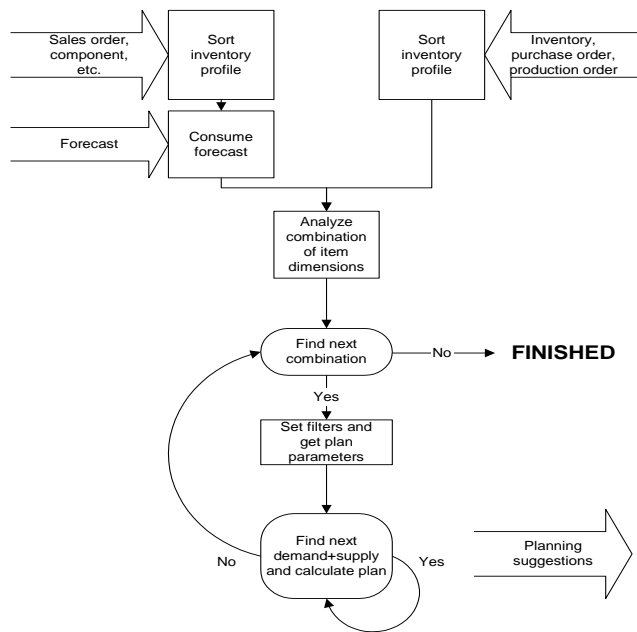 Sales order,
component,
etc.
Sort
inventory
profile
Sort
inventory
profile
Inventory,
purchase order,
production order
Forecast
Consume
forecast
Analyze
combination
of item
dimensions
Find next
combination
No
FINISHED
Yes
Set filters and
get plan
parameters
Find next
demand+supply
and calculate plan
No
Yes
Planning
suggestions